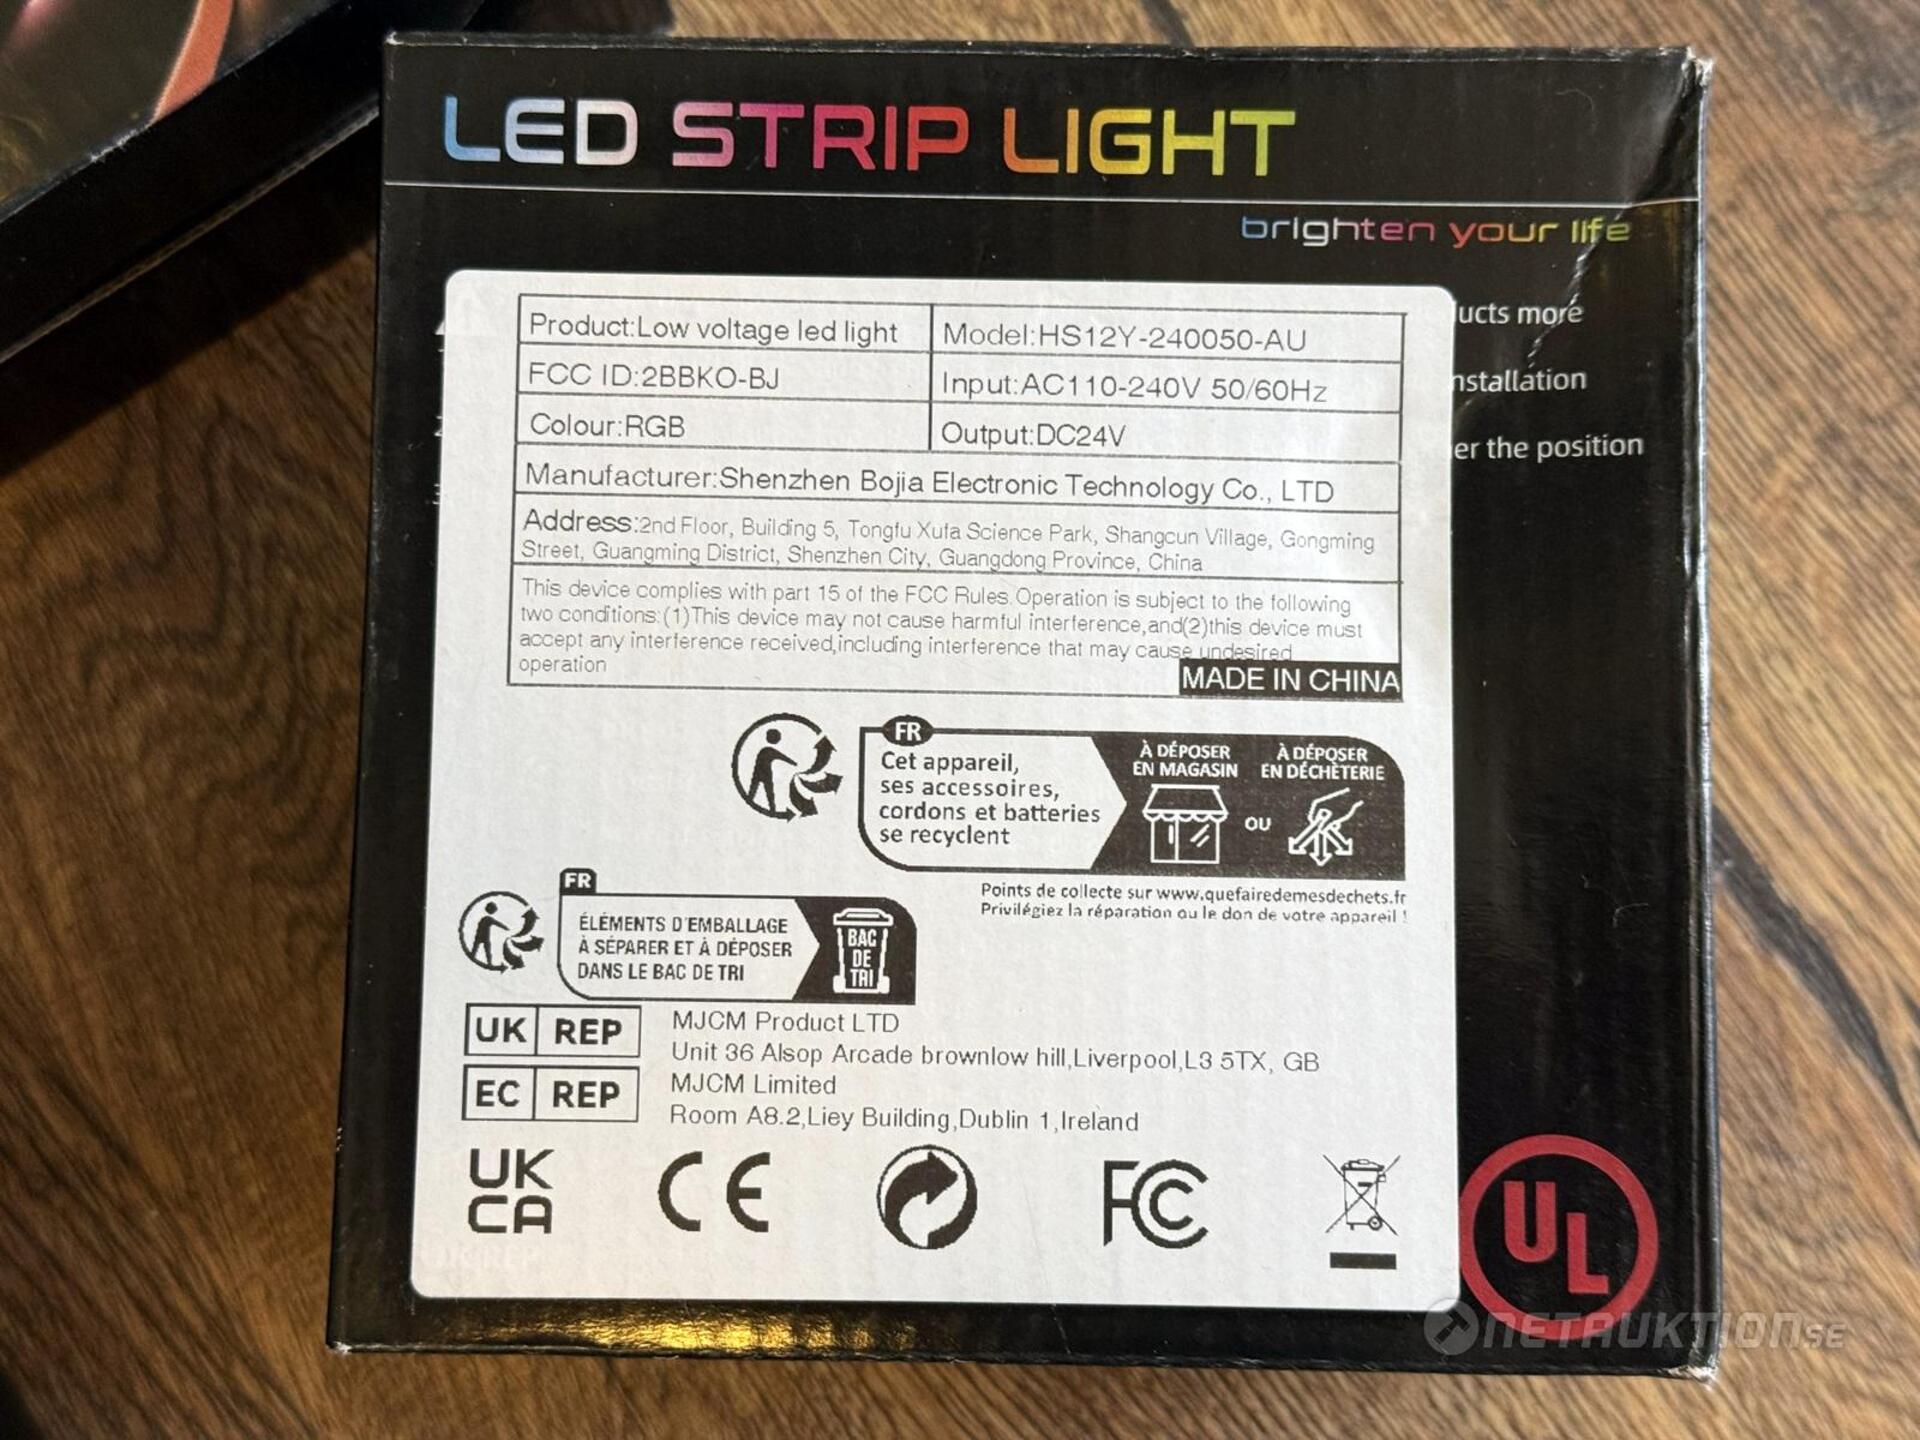 LED STRIP LIGHT
brighten your life
ucts more
nstallation
er the position
Product:Low voltage led light
Model:HS12Y-240050-AU
FCC ID:2BBKO-BJ
Input:AC110-240V 50/60Hz
Colour:RGB
Output:DC24V
Manufacturer:Shenzhen Bojia Electronic Technology Co., LTD
Address:2nd Floor, Building 5, Tongfu Xufa Science Park, Shangcun Village, Gongming
Street, Guangming District, Shenzhen City, Guangdong Province, China
This device complies with part 15 of the FCC Rules.Operation is subject to the following
two conditions:(1)This device may not cause harmful interference,and(2)this device must
accept any interference received,including interference that may cause undesired
operation
MADE IN CHINA
FR
Cet appareil,
ses accessoires,
cordons et batteries
se recyclent
À DÉPOSER
EN MAGASIN
OU
À DÉPOSER
EN DÉCHÈTERIE
Points de collecte sur www.quefairedemesdechets.fr
Privilégiez la réparation ou le don de votre appareil !
FR
ÉLÉMENTS D'EMBALLAGE
À SÉPARER ET À DÉPOSER
DANS LE BAC DE TRI
BAC
DE
TRI
UK REP
MJCM Product LTD
Unit 36 Alsop Arcade brownlow hill,Liverpool,L3 5TX, GB
EC REP
MJCM Limited
Room A8.2,Liey Building,Dublin 1,Ireland
UK
CA
CE
FC
UL
NETAUKTION.SE